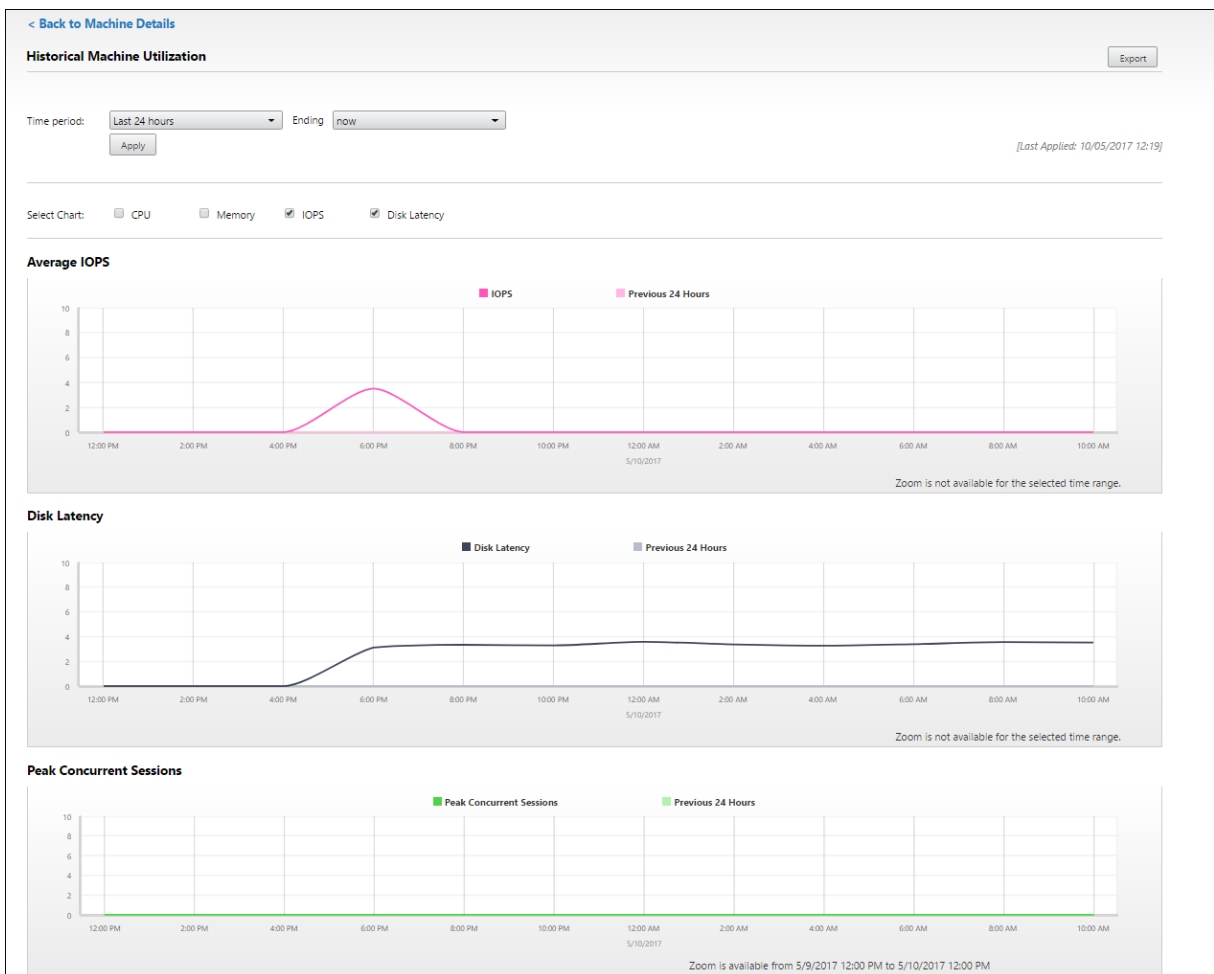 < Back to Machine Details
Historical Machine Utilization
Export
Time period: Last 24 hours Ending now
Apply
[Last Applied: 10/05/2017 12:19]
Select Chart: CPU Memory IOPS Disk Latency
Average IOPS
IOPS Previous 24 Hours
10
8
6
4
2
0
12:00 PM 2:00 PM 4:00 PM 6:00 PM 8:00 PM 10:00 PM 12:00 AM 2:00 AM 4:00 AM 6:00 AM 8:00 AM 10:00 AM
5/10/2017
Zoom is not available for the selected time range.
Disk Latency
Disk Latency Previous 24 Hours
10
8
6
4
2
0
12:00 PM 2:00 PM 4:00 PM 6:00 PM 8:00 PM 10:00 PM 12:00 AM 2:00 AM 4:00 AM 6:00 AM 8:00 AM 10:00 AM
5/10/2017
Zoom is not available for the selected time range.
Peak Concurrent Sessions
Peak Concurrent Sessions Previous 24 Hours
10
8
6
4
2
0
12:00 PM 2:00 PM 4:00 PM 6:00 PM 8:00 PM 10:00 PM 12:00 AM 2:00 AM 4:00 AM 6:00 AM 8:00 AM 10:00 AM
5/10/2017
Zoom is available from 5/9/2017 12:00 PM to 5/10/2017 12:00 PM